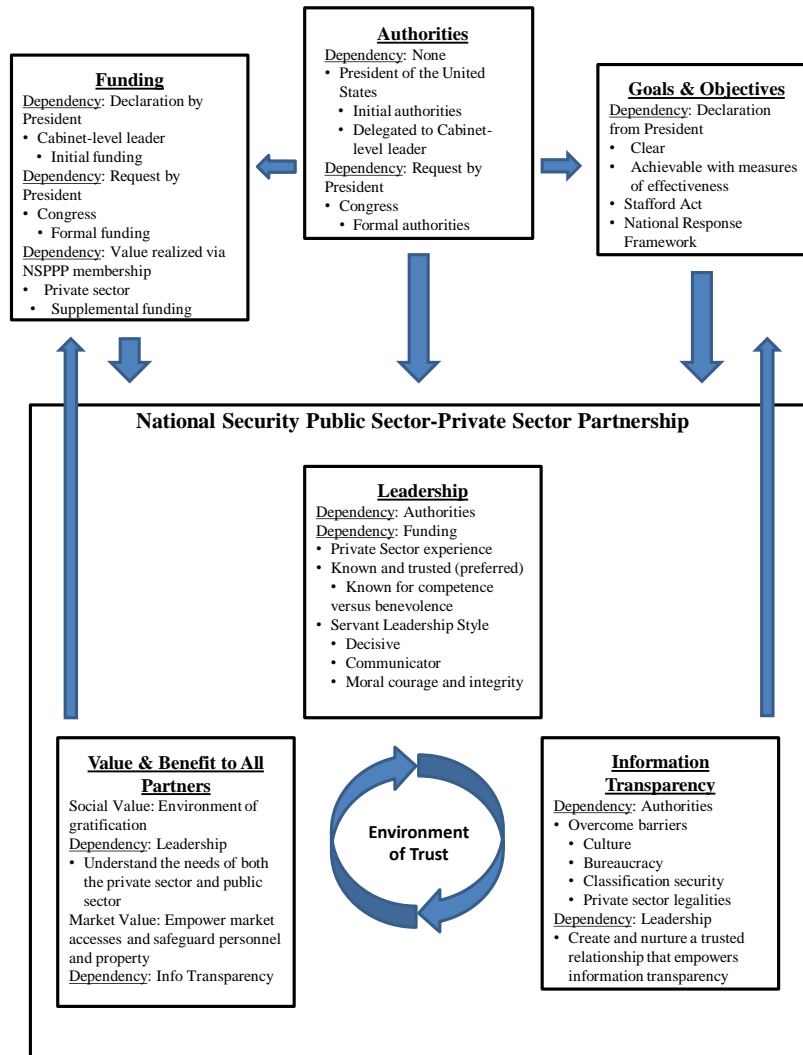 Authorities
Dependency: None
• President of the United
States
• Initial authorities
• Delegated to Cabinet-
level leader
Dependency: Request by
President
• Congress
• Formal authorities
Funding
Dependency: Declaration by
President
• Cabinet-level leader
• Initial funding
Dependency: Request by
President
• Congress
• Formal funding
Dependency: Value realized via
NSPPP membership
• Private sector
• Supplemental funding
Goals & Objectives
Dependency: Declaration
from President
• Clear
• Achievable with measures
of effectiveness
• Stafford Act
• National Response
Framework
National Security Public Sector-Private Sector Partnership
Leadership
Dependency: Authorities
Dependency: Funding
• Private Sector experience
• Known and trusted (preferred)
• Known for competence
versus benevolence
• Servant Leadership Style
• Decisive
• Communicator
• Moral courage and integrity
Value & Benefit to All
Partners
Social Value: Environment of
gratification
Dependency: Leadership
• Understand the needs of both
the private sector and public
sector
Market Value: Empower market
accesses and safeguard personnel
and property
Dependency: Info Transparency
Environment
of Trust
Information
Transparency
Dependency: Authorities
• Overcome barriers
• Culture
• Bureaucracy
• Classification security
• Private sector legalities
Dependency: Leadership
• Create and nurture a trusted
relationship that empowers
information transparency